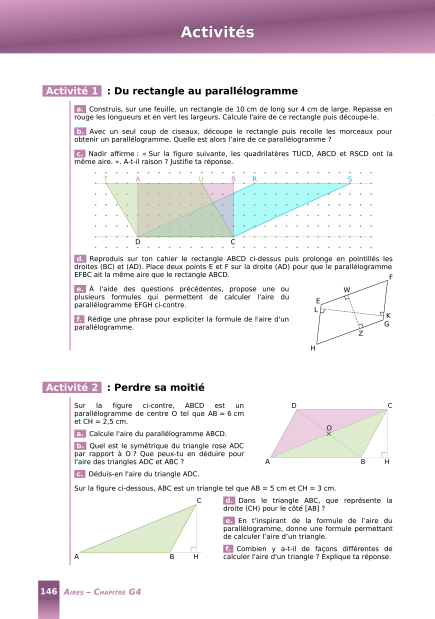 Activités
Activité 1 : Du rectangle au parallélogramme
a. Construis, sur une feuille, un rectangle de 10 cm de long sur 4 cm de large. Repasse en
rouge les longueurs et en vert les largeurs. Calcule l'aire de ce rectangle puis découpe-le.
b. Avec un seul coup de ciseaux, découpe le rectangle puis recolle les morceaux pour
obtenir un parallélogramme. Quelle est alors l'aire de ce parallélogramme ?
c. Nadir affirme : « Sur la figure suivante, les quadrilatères TUCD, ABCD et RSCD ont la
même aire. ». A-t-il raison ? Justifie ta réponse.
T A U B R S
D C
d. Reproduis sur ton cahier le rectangle ABCD ci-dessus puis prolonge en pointillés les
droites (BC) et (AD). Place deux points E et F sur la droite (AD) pour que le parallélogramme
EFBC ait la même aire que le rectangle ABCD.
e. À l'aide des questions précédentes, propose une ou
plusieurs formules qui permettent de calculer l'aire du
parallélogramme EFGH ci-contre.
f. Rédige une phrase pour expliciter la formule de l'aire d'un
parallélogramme.
F
W
E
L
K
G
Z
H
Activité 2 : Perdre sa moitié
Sur la figure ci-contre, ABCD est un
parallélogramme de centre O tel que AB = 6 cm
et CH = 2,5 cm.
a. Calcule l'aire du parallélogramme ABCD.
b. Quel est le symétrique du triangle rose ADC
par rapport à O ? Que peux-tu en déduire pour
l'aire des triangles ADC et ABC ?
c. Déduis-en l'aire du triangle ADC.
D C
O
A B H
Sur la figure ci-dessous, ABC est un triangle tel que AB = 5 cm et CH = 3 cm.
C
A B H
d. Dans le triangle ABC, que représente la
droite (CH) pour le côté [AB] ?
e. En t'inspirant de la formule de l'aire du
parallélogramme, donne une formule permettant
de calculer l'aire d'un triangle.
f. Combien y a-t-il de façons différentes de
calculer l'aire d'un triangle ? Explique ta réponse.
146 AIRES – CHAPITRE G4